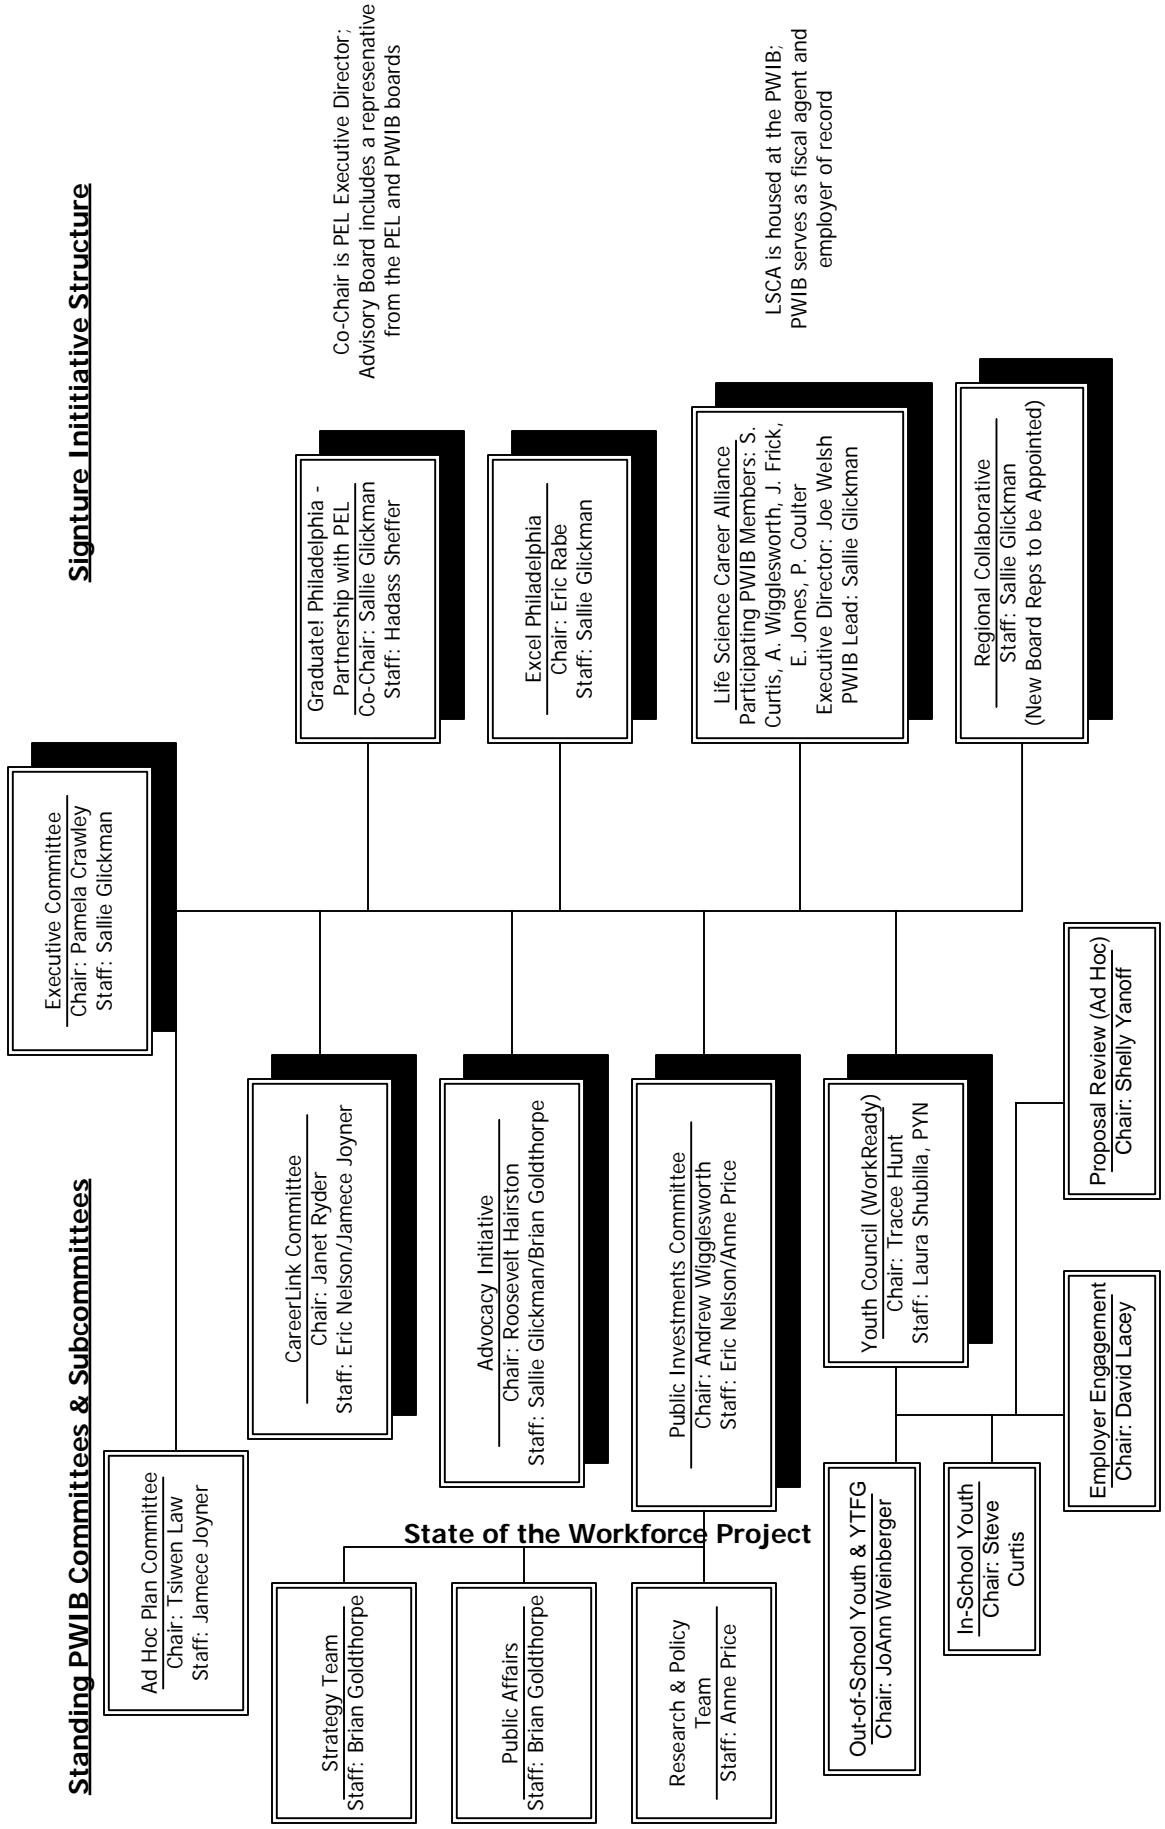 Standing PWIB Committees & Subcommittees
Signture Inititiative Structure
Executive Committee
Chair: Pamela Crawley
Staff: Sallie Glickman
Ad Hoc Plan Committee
Chair: Tsiwen Law
Staff: Jamece Joyner
CareerLink Committee
Chair: Janet Ryder
Staff: Eric Nelson/Jamece Joyner
Advocacy Initiative
Chair: Roosevelt Hairston
Staff: Sallie Glickman/Brian Goldthorpe
Public Investments Committee
Chair: Andrew Wigglesworth
Staff: Eric Nelson/Anne Price
Youth Council (WorkReady)
Chair: Tracee Hunt
Staff: Laura Shubilla, PYN
State of the Workforce Project
Strategy Team
Staff: Brian Goldthorpe
Public Affairs
Staff: Brian Goldthorpe
Research & Policy
Team
Staff: Anne Price
Out-of-School Youth & YTFG
Chair: JoAnn Weinberger
In-School Youth
Chair: Steve
Curtis
Employer Engagement
Chair: David Lacey
Proposal Review (Ad Hoc)
Chair: Shelly Yanoff
Graduate! Philadelphia -
Partnership with PEL
Co-Chair: Sallie Glickman
Staff: Hadass Sheffer
Co-Chair is PEL Executive Director;
Advisory Board includes a represenative
from the PEL and PWIB boards
Excel Philadelphia
Chair: Eric Rabe
Staff: Sallie Glickman
Life Science Career Alliance
Participating PWIB Members: S.
Curtis, A. Wigglesworth, J. Frick,
E. Jones, P. Coulter
Executive Director: Joe Welsh
PWIB Lead: Sallie Glickman
LSCA is housed at the PWIB;
PWIB serves as fiscal agent and
employer of record
Regional Collaborative
Staff: Sallie Glickman
(New Board Reps to be Appointed)